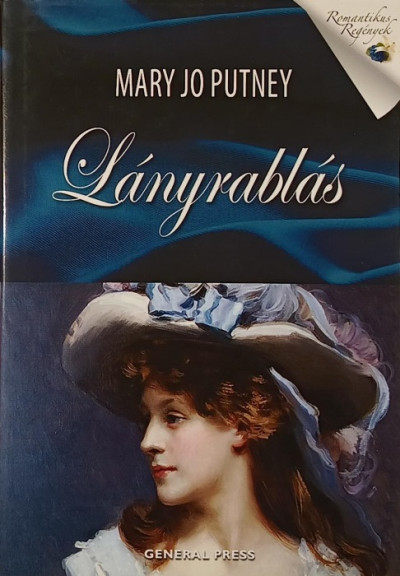 Romantikus
Regények
MARY JO PUTNEY
Lányrablás
GENERAL PRESS